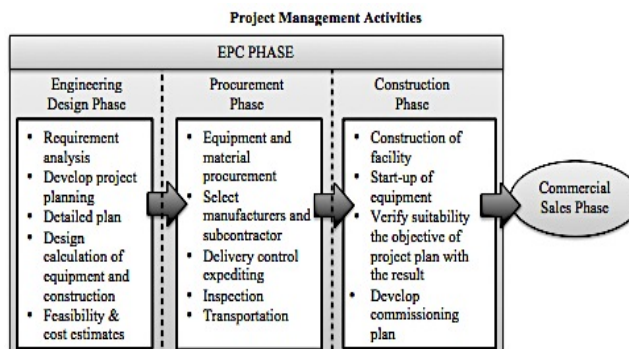 Project Management Activities
EPC PHASE
Engineering
Design Phase
• Requirement
analysis
• Develop project
planning
• Detailed plan
• Design
calculation of
equipment and
construction
• Feasibility &
cost estimates
Procurement
Phase
• Equipment and
material
procurement
• Select
manufacturers and
subcontractor
• Delivery control
expediting
• Inspection
• Transportation
Construction
Phase
• Construction of
facility
• Start-up of
equipment
• Verify suitability
the objective of
project plan with
the result
• Develop
commissioning
plan
Commercial
Sales Phase